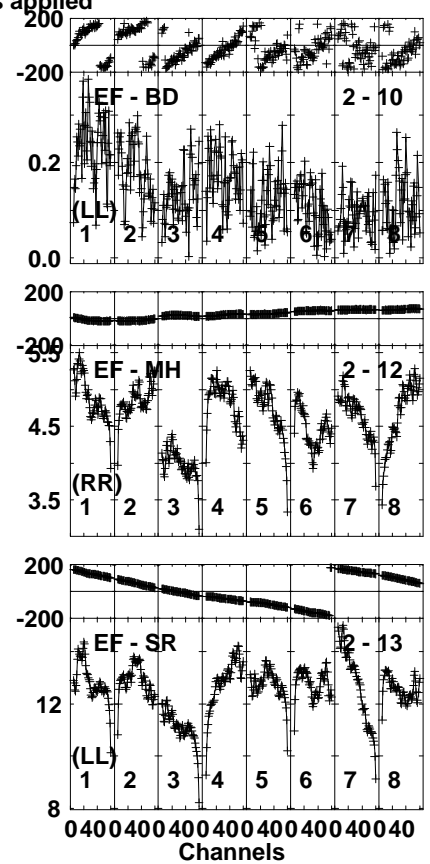 s applied
200
-200
EF - BD 2 - 10
0.2
(LL)
1 2 3 4 5 6 7 8
0.0
200
-200
5.5
EF - MH 2 - 12
4.5
(RR)
3.5
1 2 3 4 5 6 7 8
200
-200
EF - SR 2 - 13
12
(LL)
1 2 3 4 5 6 7 8
8
0 40 0 40 0 40 0 40 0 40 0 40 0 40 0 40
Channels